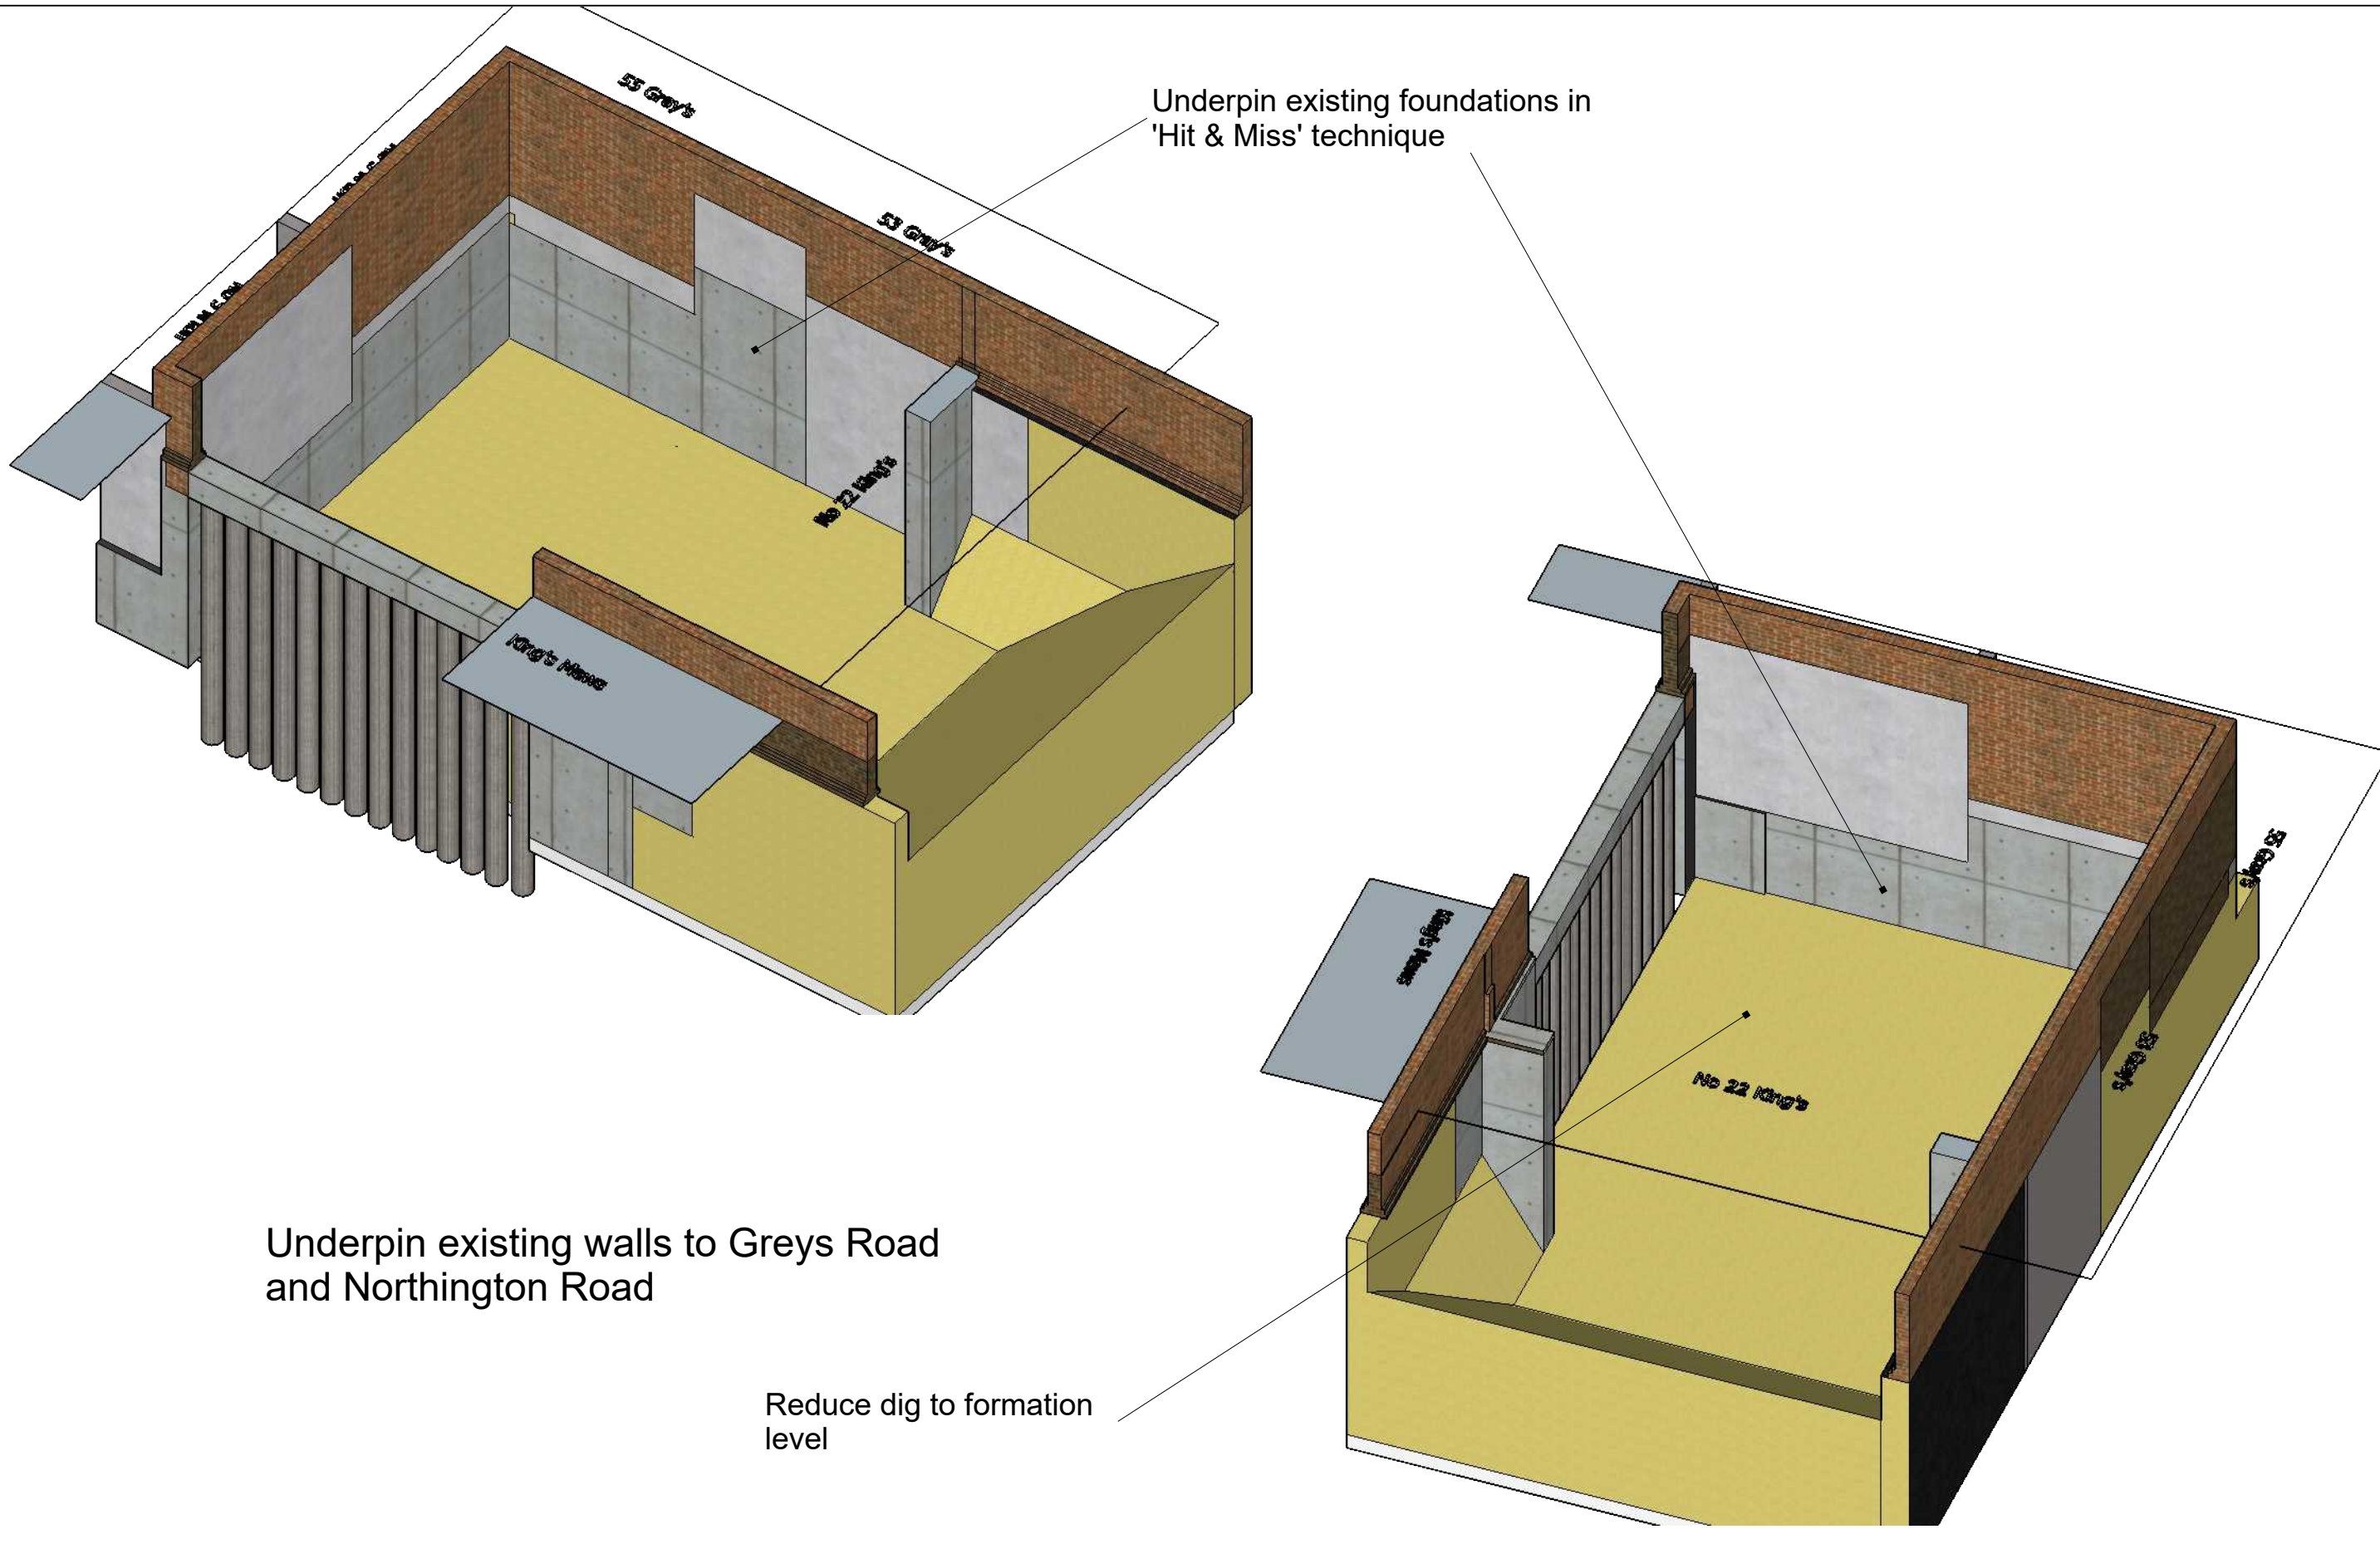 55 Gray's
Underpin existing foundations in
'Hit & Miss' technique
53 Gray's
No 22 King's
King's Mews
55 Gray's
King's Mews
No 22 King's
53 Gray's
Underpin existing walls to Greys Road
and Northington Road
Reduce dig to formation
level